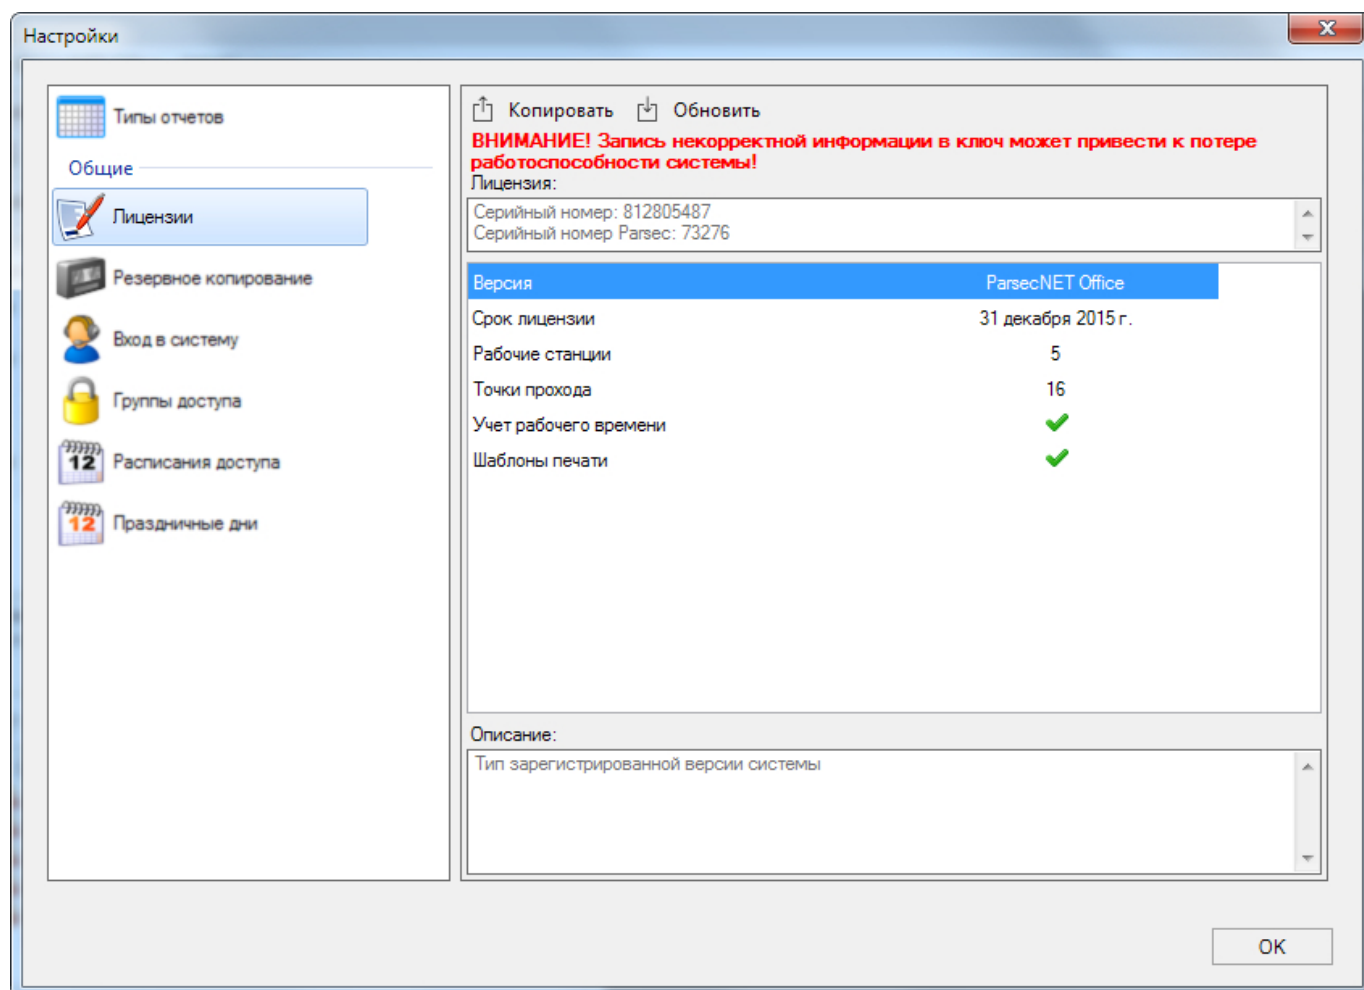 Настройки
Типы отчетов
Общие
Лицензии
Резервное копирование
Вход в систему
Группы доступа
12
Расписания доступа
12
Праздничные дни
Копировать Обновить
ВНИМАНИЕ! Запись некорректной информации в ключ может привести к потере
работоспособности системы!
Лицензия:
Серийный номер: 812805487
Серийный номер Parsec: 73276
Версия ParsecNET Office
Срок лицензии 31 декабря 2015 г.
Рабочие станции 5
Точки прохода 16
Учет рабочего времени
Шаблоны печати
Описание:
Тип зарегистрированной версии системы
OK